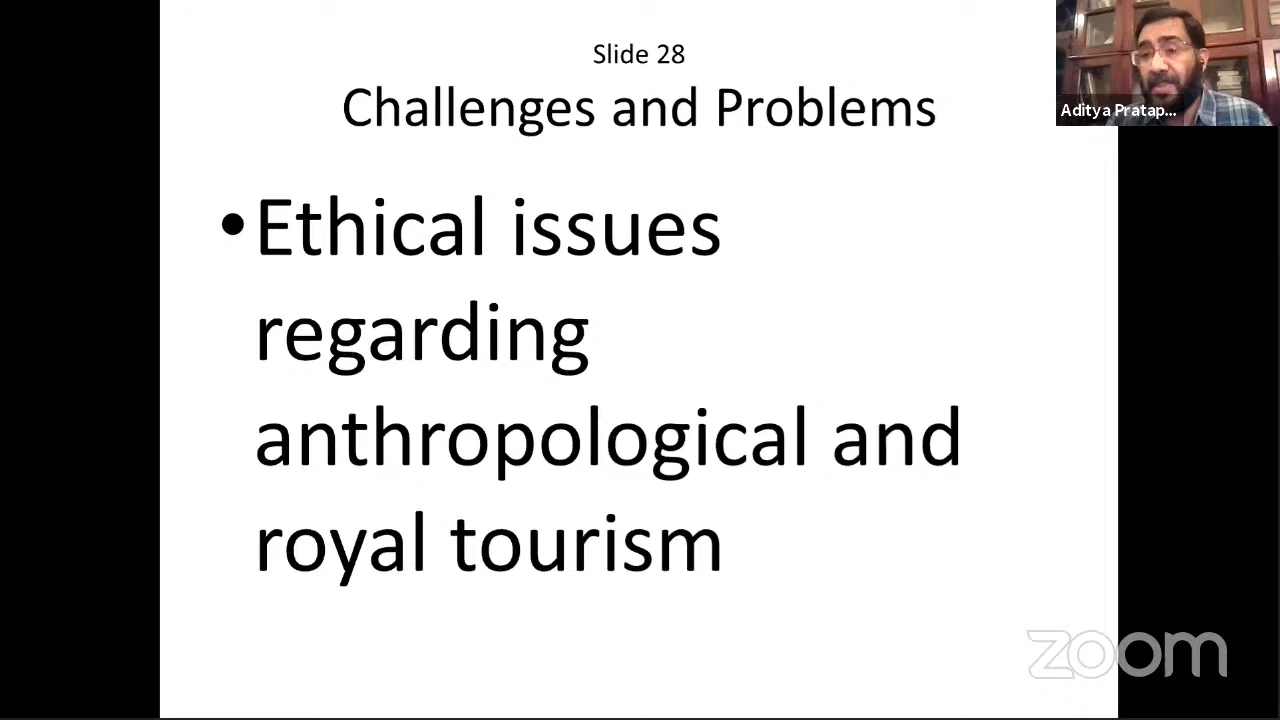 Slide 28
Challenges and Problems
•Ethical issues
regarding
anthropological and
royal tourism
Aditya Pratap...
zoom